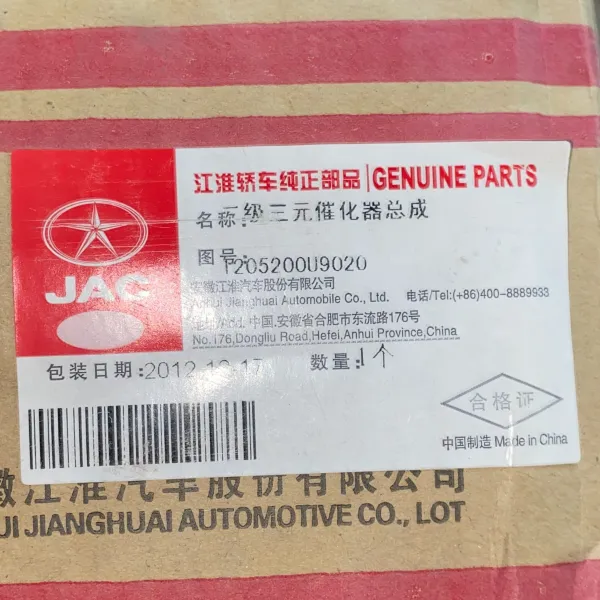 江淮轿车纯正部品 | GENUINE PARTS
名称: 二级三元催化器总成
图号: 1205200U9020
安徽江淮汽车股份有限公司
Anhui Jianghuai Automobile Co., Ltd. 电话/Tel:(+86)400-8889933
地址/Add. 中国.安徽省合肥市东流路176号
No.176,Dongliu Road,Hefei,Anhui Province,China
JAC
包装日期: 2012-12-17 数量: 1个
合格证
中国制造 Made in China
徽江淮汽车股份有限公司
UI JIANGHUAI AUTOMOTIVE CO., LOT